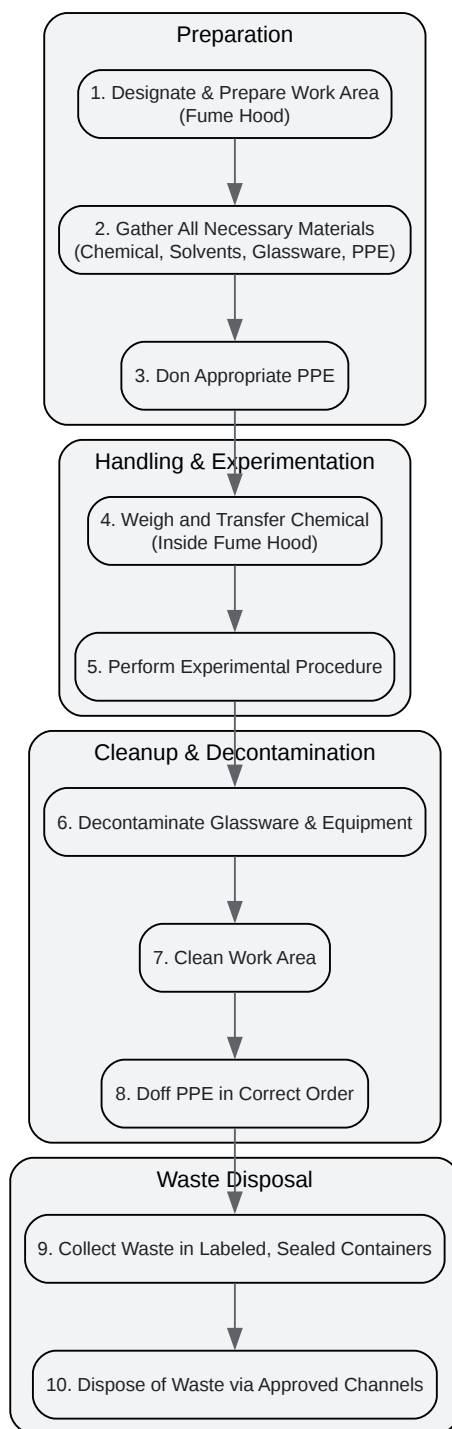 Preparation
1. Designate & Prepare Work Area
(Fume Hood)
2. Gather All Necessary Materials
(Chemical, Solvents, Glassware, PPE)
3. Don Appropriate PPE
Handling & Experimentation
4. Weigh and Transfer Chemical
(Inside Fume Hood)
5. Perform Experimental Procedure
Cleanup & Decontamination
6. Decontaminate Glassware & Equipment
7. Clean Work Area
8. Doff PPE in Correct Order
Waste Disposal
9. Collect Waste in Labeled, Sealed Containers
10. Dispose of Waste via Approved Channels